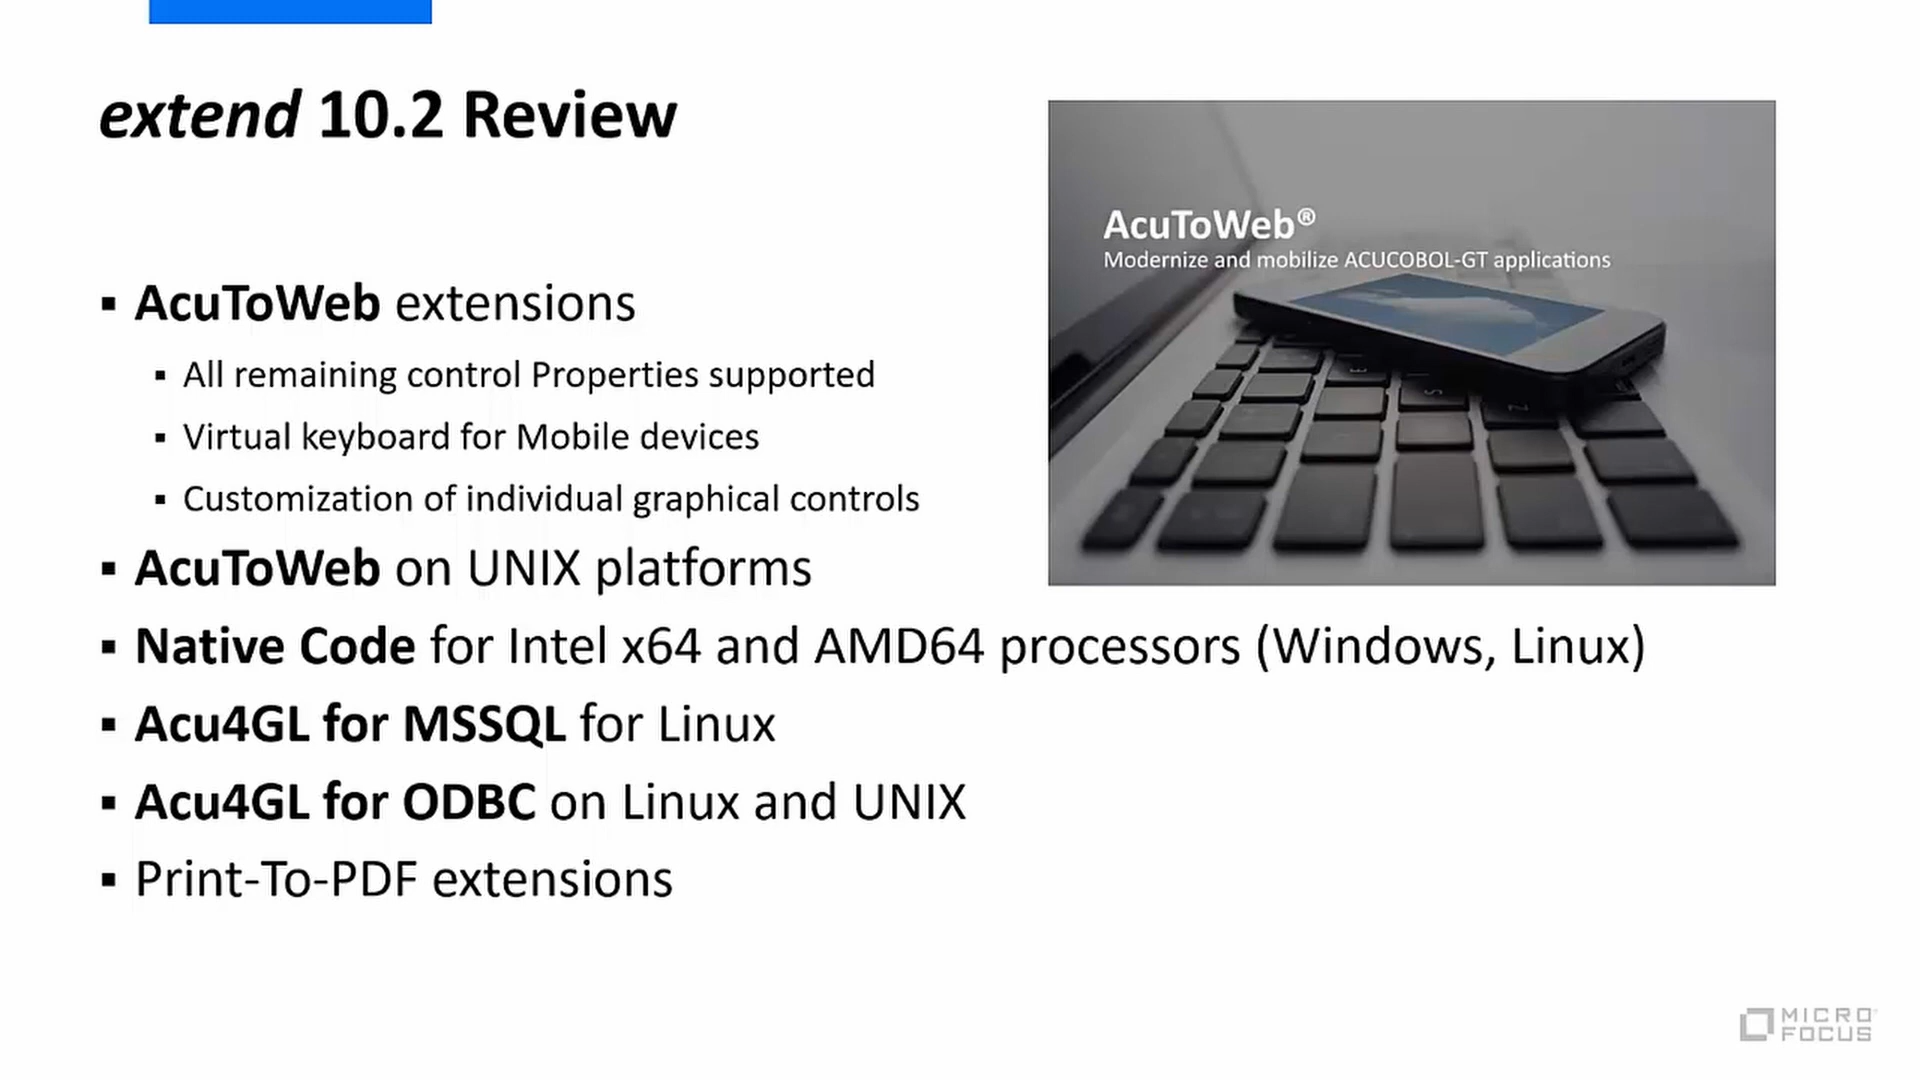 extend 10.2 Review
AcuToWeb®
Modernize and mobilize ACUCOBOL-GT applications
▪ AcuToWeb extensions
▪ All remaining control Properties supported
▪ Virtual keyboard for Mobile devices
▪ Customization of individual graphical controls
▪ AcuToWeb on UNIX platforms
▪ Native Code for Intel x64 and AMD64 processors (Windows, Linux)
▪ Acu4GL for MSSQL for Linux
▪ Acu4GL for ODBC on Linux and UNIX
▪ Print-To-PDF extensions
MICRO
FOCUS